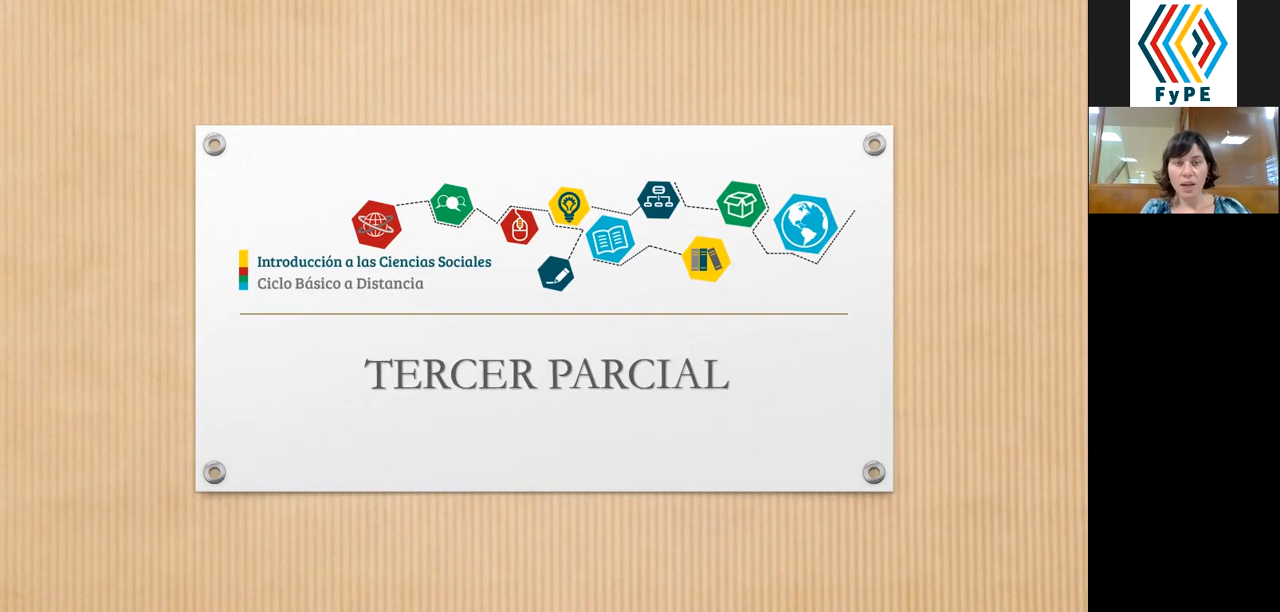 Introducción a las Ciencias Sociales
Ciclo Básico a Distancia
TERCER PARCIAL
FyPE